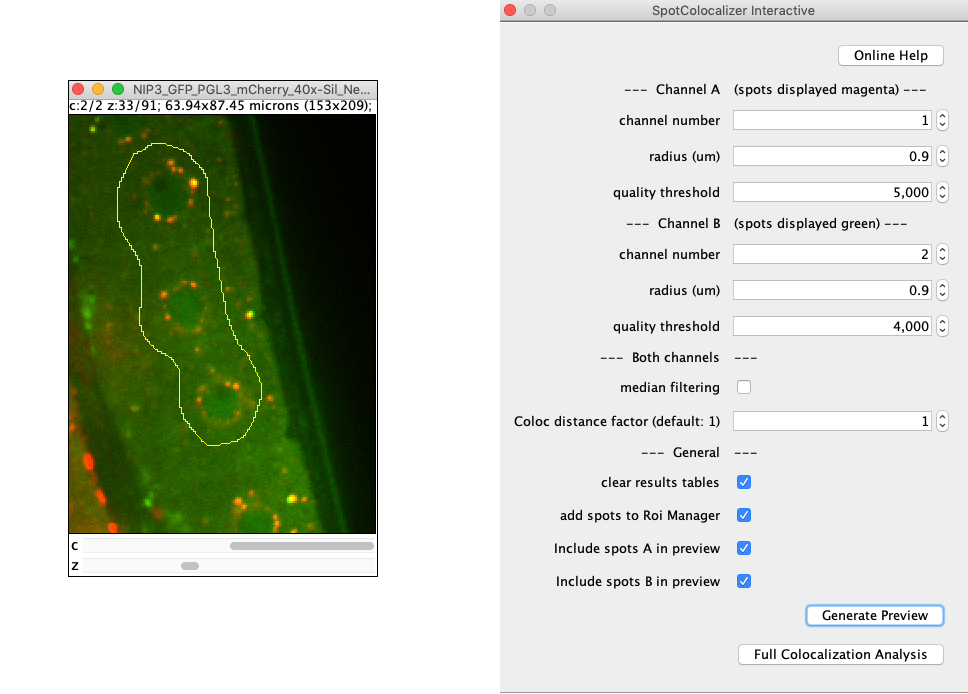 NIP3_GFP_PGL3_mCherry_40x-Sil_Ne...
c:2/2 z:33/91; 63.94x87.45 microns (153x209);
C
Z
SpotColocalizer Interactive
Online Help
--- Channel A (spots displayed magenta) ---
channel number 1
radius (um) 0.9
quality threshold 5,000
--- Channel B (spots displayed green) ---
channel number 2
radius (um) 0.9
quality threshold 4,000
--- Both channels ---
median filtering
Coloc distance factor (default: 1) 1
--- General ---
clear results tables
add spots to Roi Manager
Include spots A in preview
Include spots B in preview
Generate Preview
Full Colocalization Analysis